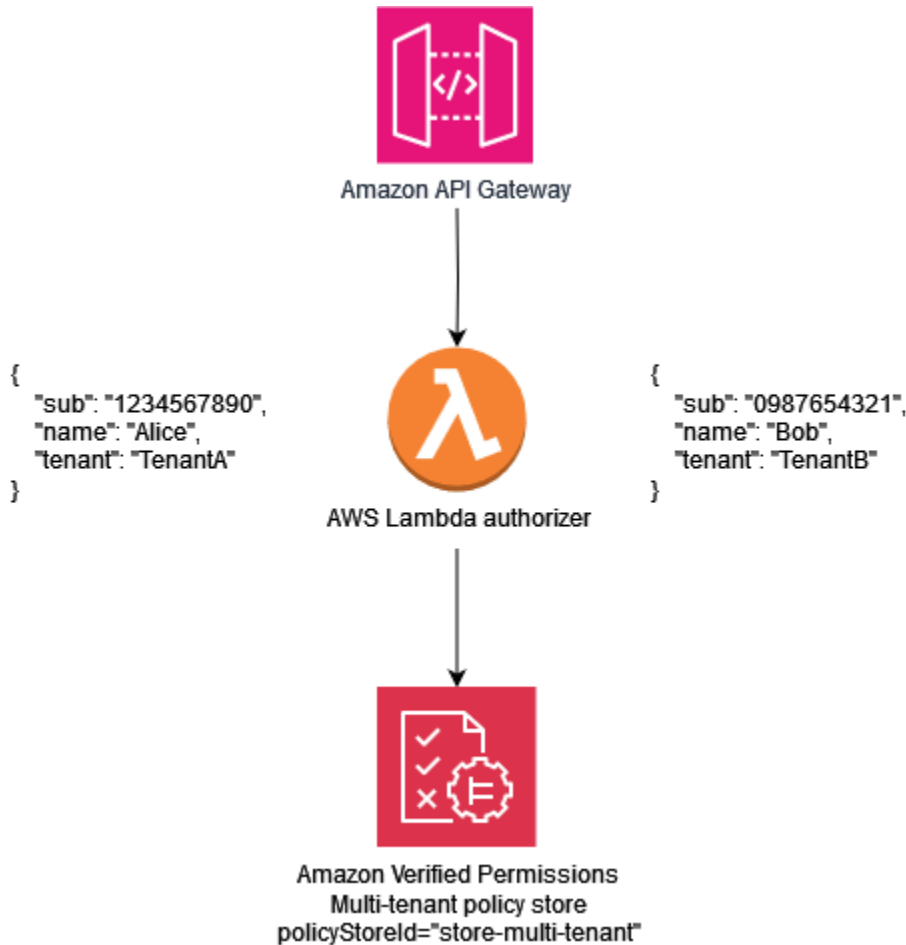 </>
Amazon API Gateway
{
"sub": "1234567890",
"name": "Alice",
"tenant": "TenantA"
}
{
"sub": "0987654321",
"name": "Bob",
"tenant": "TenantB"
}
λ
AWS Lambda authorizer
Amazon Verified Permissions
Multi-tenant policy store
policyStoreId="store-multi-tenant"